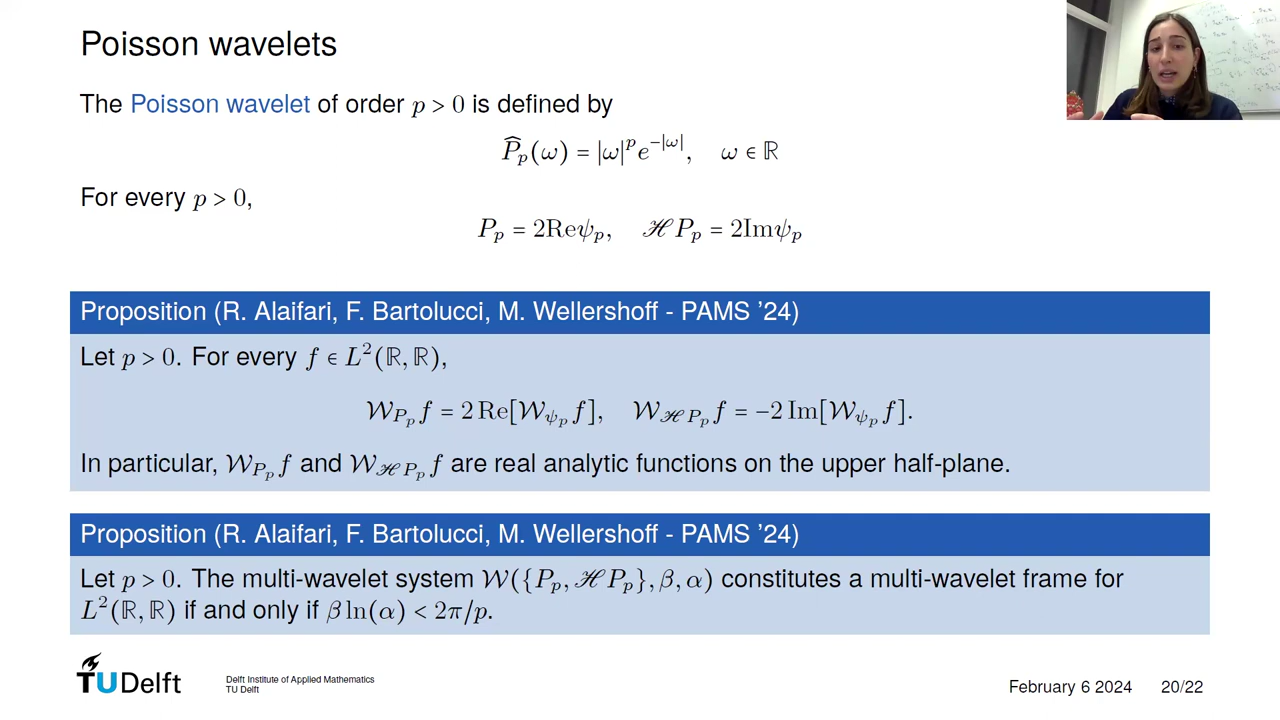 Poisson wavelets
The Poisson wavelet of order p > 0 is defined by
P̂_p(ω) = |ω|^p e^{−|ω|},  ω ∈ ℝ
For every p > 0,
P_p = 2Reψ_p,  ℋP_p = 2Imψ_p
Proposition (R. Alaifari, F. Bartolucci, M. Wellershoff - PAMS ’24)
Let p > 0. For every f ∈ L²(ℝ, ℝ),
𝒲_{P_p} f = 2 Re[𝒲_{ψ_p} f],  𝒲_{ℋP_p} f = −2 Im[𝒲_{ψ_p} f].
In particular, 𝒲_{P_p} f and 𝒲_{ℋP_p} f are real analytic functions on the upper half-plane.
Proposition (R. Alaifari, F. Bartolucci, M. Wellershoff - PAMS ’24)
Let p > 0. The multi-wavelet system 𝒲({P_p, ℋP_p}, β, α) constitutes a multi-wavelet frame for
L²(ℝ, ℝ) if and only if β ln(α) < 2π/p.
TU Delft
Delft Institute of Applied Mathematics
TU Delft
February 6 2024 20/22